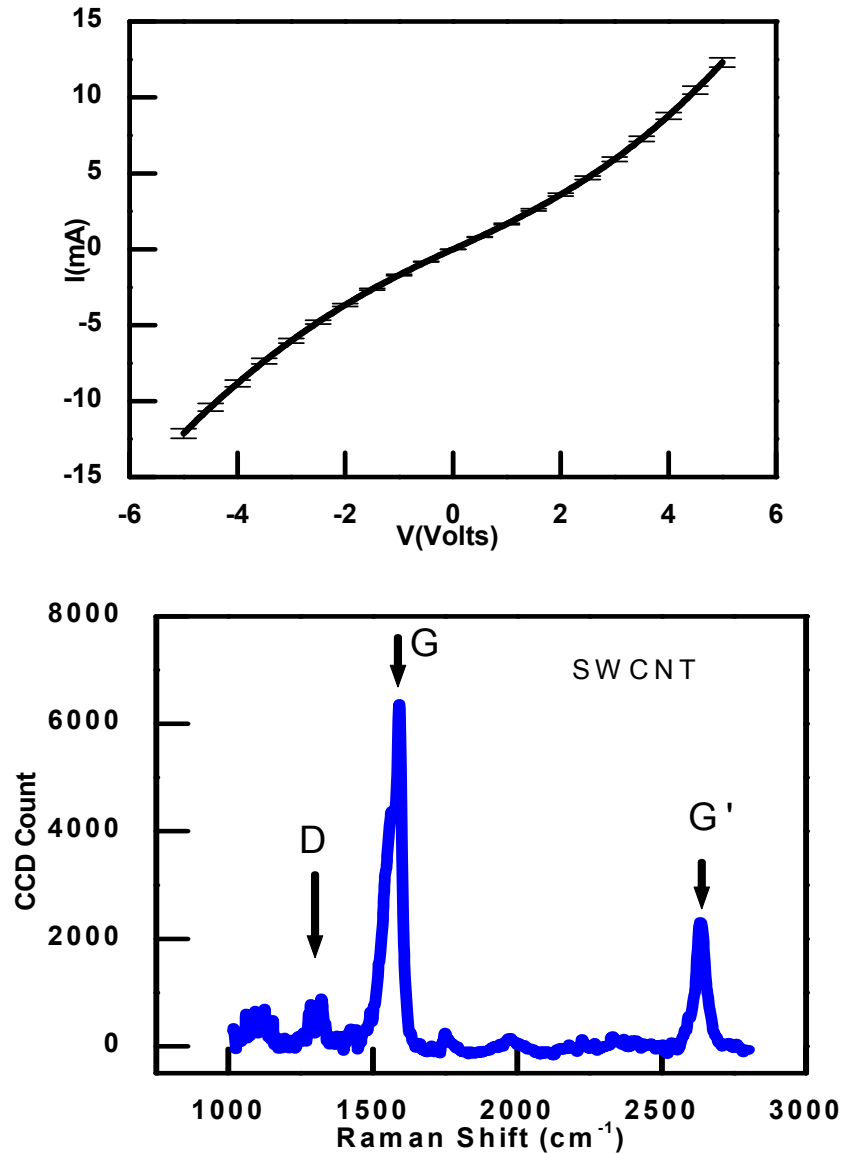 15
10
5
0
-5
-10
-15
I(mA)
-6 -4 -2 0 2 4 6
V(Volts)
8000
6000
4000
2000
0
CCD Count
G
SWCNT
D
G'
1000 1500 2000 2500 3000
Raman Shift (cm⁻¹)